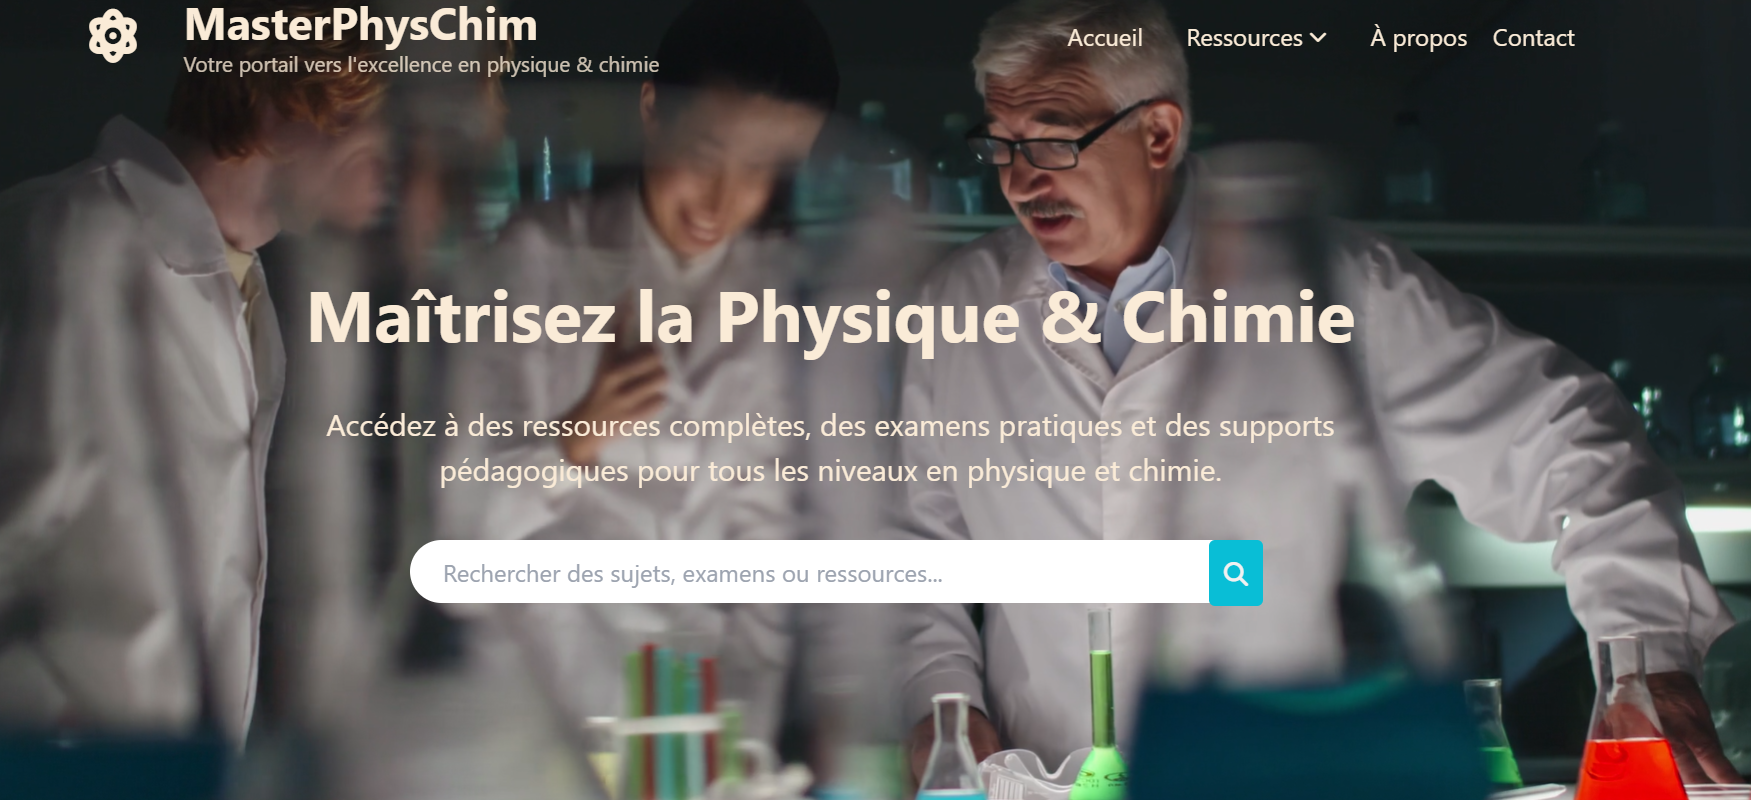 MasterPhysChim
Votre portail vers l'excellence en physique & chimie
Accueil
Ressources
À propos
Contact
Maîtrisez la Physique & Chimie
Accédez à des ressources complètes, des examens pratiques et des supports
pédagogiques pour tous les niveaux en physique et chimie.
Rechercher des sujets, examens ou ressources...